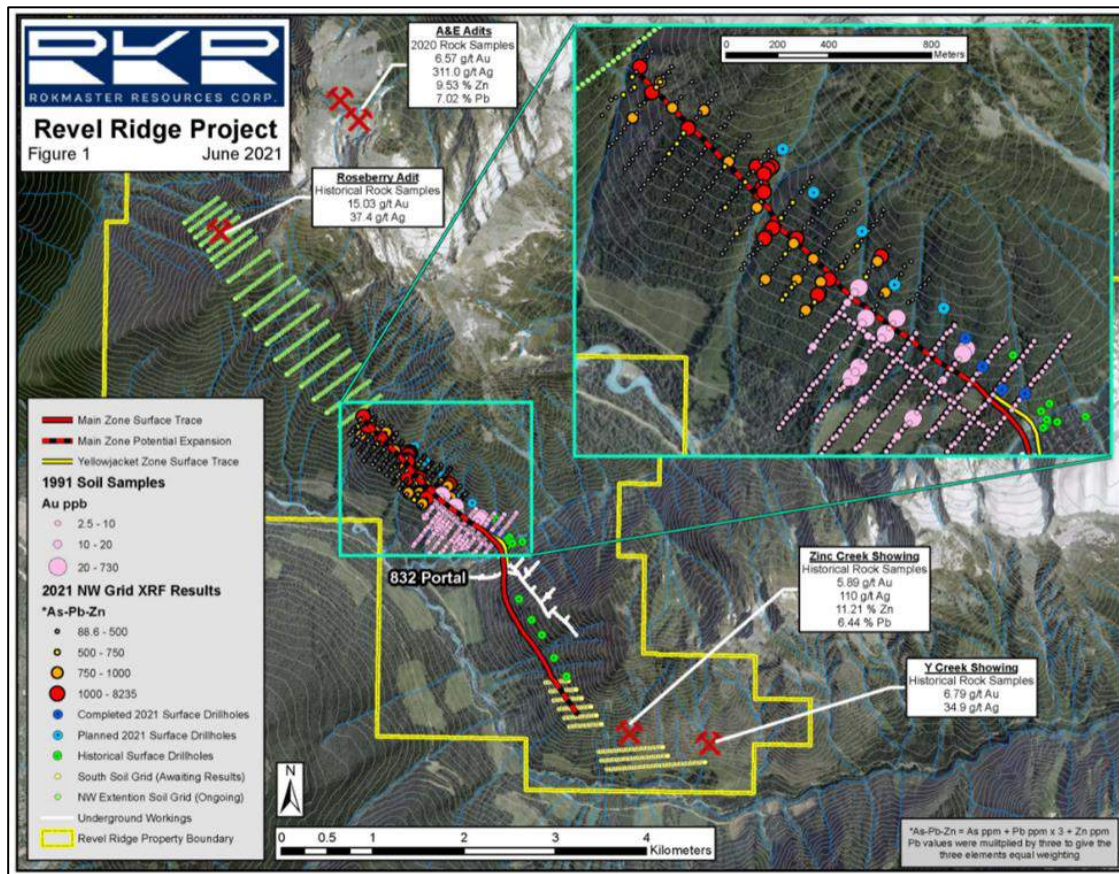 RKR
ROKMASTER RESOURCES CORP.
Revel Ridge Project
Figure 1 June 2021
A&E Adits
2020 Rock Samples
6.57 g/t Au
311.0 g/t Ag
9.53 % Zn
7.02 % Pb
Roseberry Adit
Historical Rock Samples
15.03 g/t Au
37.4 g/t Ag
0 200 400 800
Meters
Main Zone Surface Trace
Main Zone Potential Expansion
Yellowjacket Zone Surface Trace
1991 Soil Samples
Au ppb
2.5 - 10
10 - 20
20 - 730
2021 NW Grid XRF Results
*As-Pb-Zn
88.6 - 500
500 - 750
750 - 1000
1000 - 8235
Completed 2021 Surface Drillholes
Planned 2021 Surface Drillholes
Historical Surface Drillholes
South Soil Grid (Awaiting Results)
NW Extention Soil Grid (Ongoing)
Underground Workings
Revel Ridge Property Boundary
832 Portal
Zinc Creek Showing
Historical Rock Samples
5.89 g/t Au
110 g/t Ag
11.21 % Zn
6.44 % Pb
Y Creek Showing
Historical Rock Samples
6.79 g/t Au
34.9 g/t Ag
N
0 0.5 1 2 3 4
Kilometers
*As-Pb-Zn = As ppm + Pb ppm x 3 + Zn ppm
Pb values were mulitplied by three to give the
three elements equal weighting